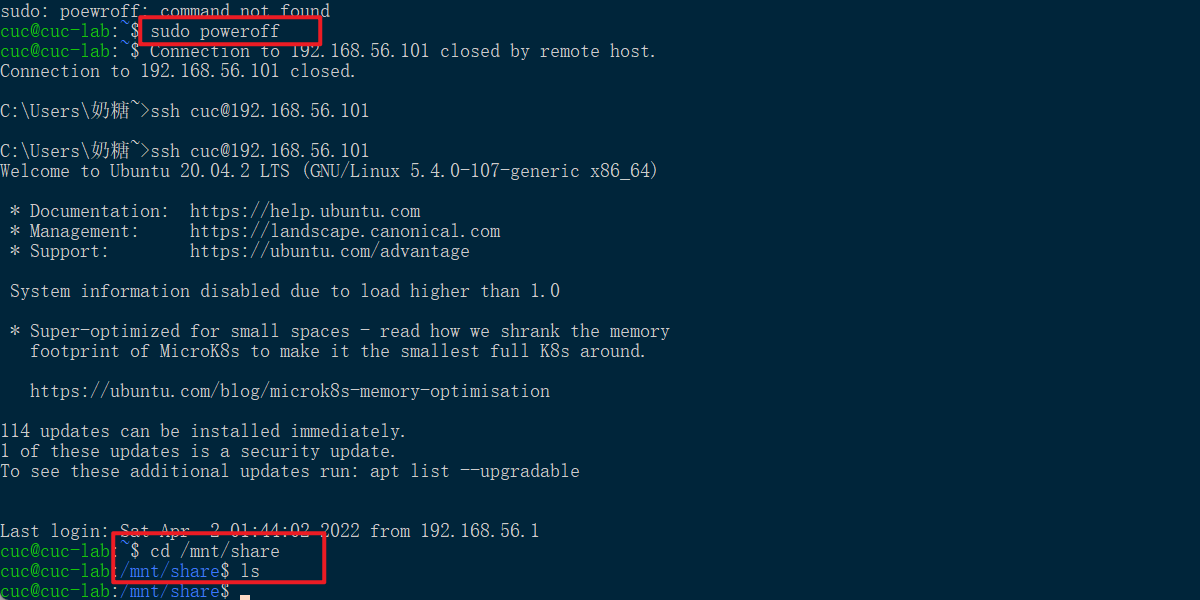 sudo: poewroff: command not found
cuc@cuc-lab:~$ sudo poweroff
cuc@cuc-lab:~$ Connection to 192.168.56.101 closed by remote host.
Connection to 192.168.56.101 closed.
C:\Users\奶糖~>ssh cuc@192.168.56.101
C:\Users\奶糖~>ssh cuc@192.168.56.101
Welcome to Ubuntu 20.04.2 LTS (GNU/Linux 5.4.0-107-generic x86_64)
* Documentation:  https://help.ubuntu.com
* Management:     https://landscape.canonical.com
* Support:        https://ubuntu.com/advantage
System information disabled due to load higher than 1.0
* Super-optimized for small spaces - read how we shrank the memory
footprint of MicroK8s to make it the smallest full K8s around.
https://ubuntu.com/blog/microk8s-memory-optimisation
114 updates can be installed immediately.
1 of these updates is a security update.
To see these additional updates run: apt list --upgradable
Last login: Sat Apr  2 01:44:02 2022 from 192.168.56.1
cuc@cuc-lab:~$ cd /mnt/share
cuc@cuc-lab:/mnt/share$ ls
cuc@cuc-lab:/mnt/share$